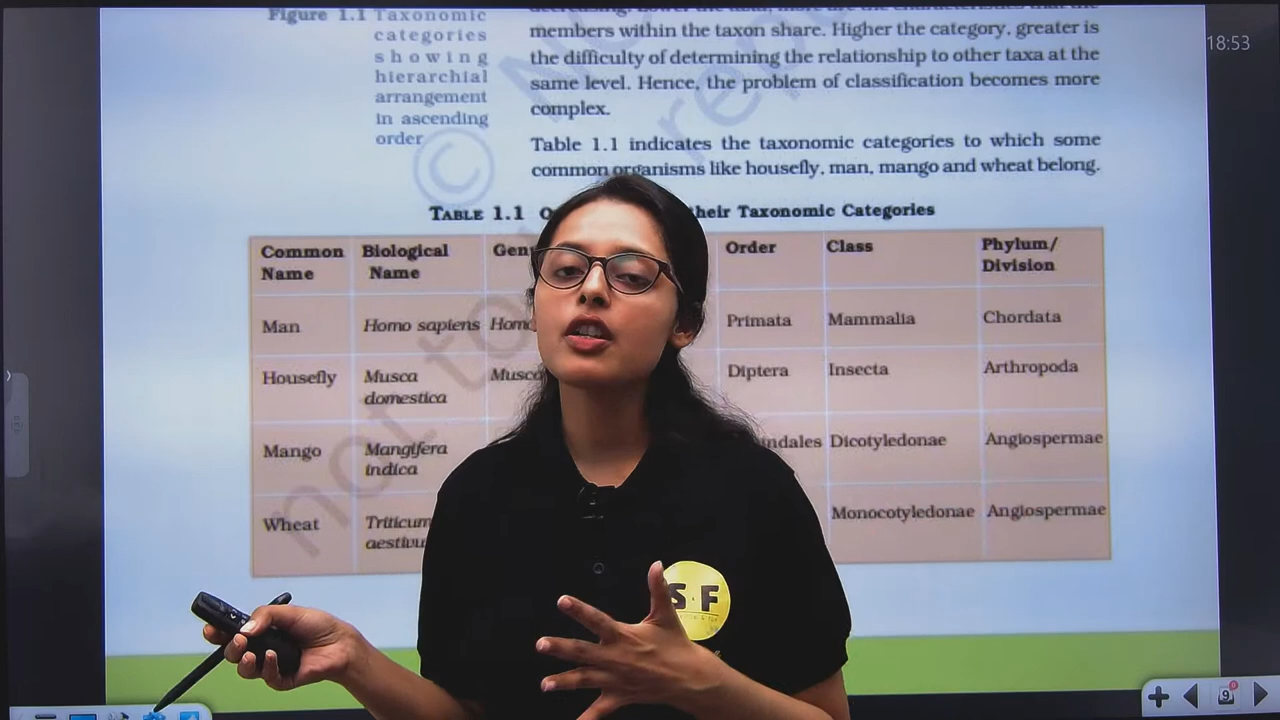 18:53
Figure 1.1 Taxonomic
categories
showing
hierarchial
arrangement
in ascending
order
members within the taxon share. Higher the category, greater is
the difficulty of determining the relationship to other taxa at the
same level. Hence, the problem of classification becomes more
complex.
Table 1.1 indicates the taxonomic categories to which some
common organisms like housefly, man, mango and wheat belong.
TABLE 1.1 their Taxonomic Categories
Common Name Biological Name Order Class Phylum/ Division
Man Homo sapiens Primata Mammalia Chordata
Housefly Musca domestica Diptera Insecta Arthropoda
Mango Mangifera indica Dicotyledonae Angiospermae
Wheat Triticum Monocotyledonae Angiospermae
©
not to
S F
9